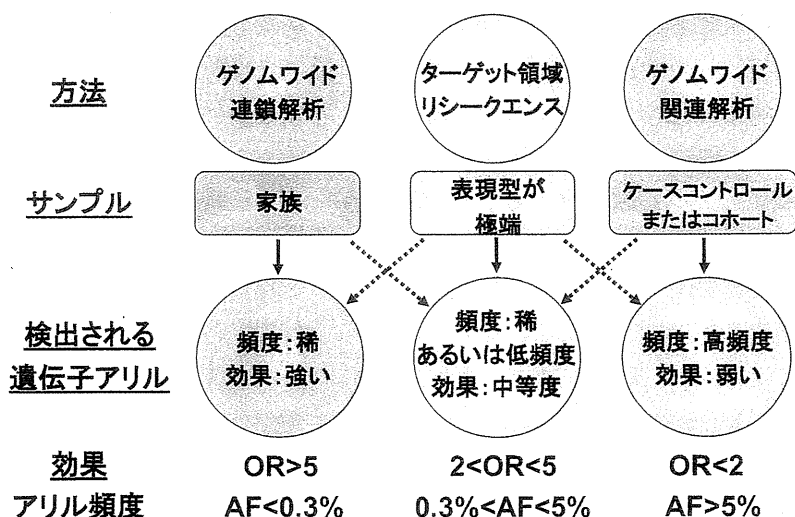 方法
ゲノムワイド
連鎖解析
ターゲット領域
リシークエンス
ゲノムワイド
関連解析
サンプル
家族
表現型が
極端
ケースコントロール
またはコホート
検出される
遺伝子アリル
頻度:稀
効果:強い
頻度:稀
あるいは低頻度
効果:中等度
頻度:高頻度
効果:弱い
効果 OR>5 2<OR<5 OR<2
アリル頻度 AF<0.3% 0.3%<AF<5% AF>5%